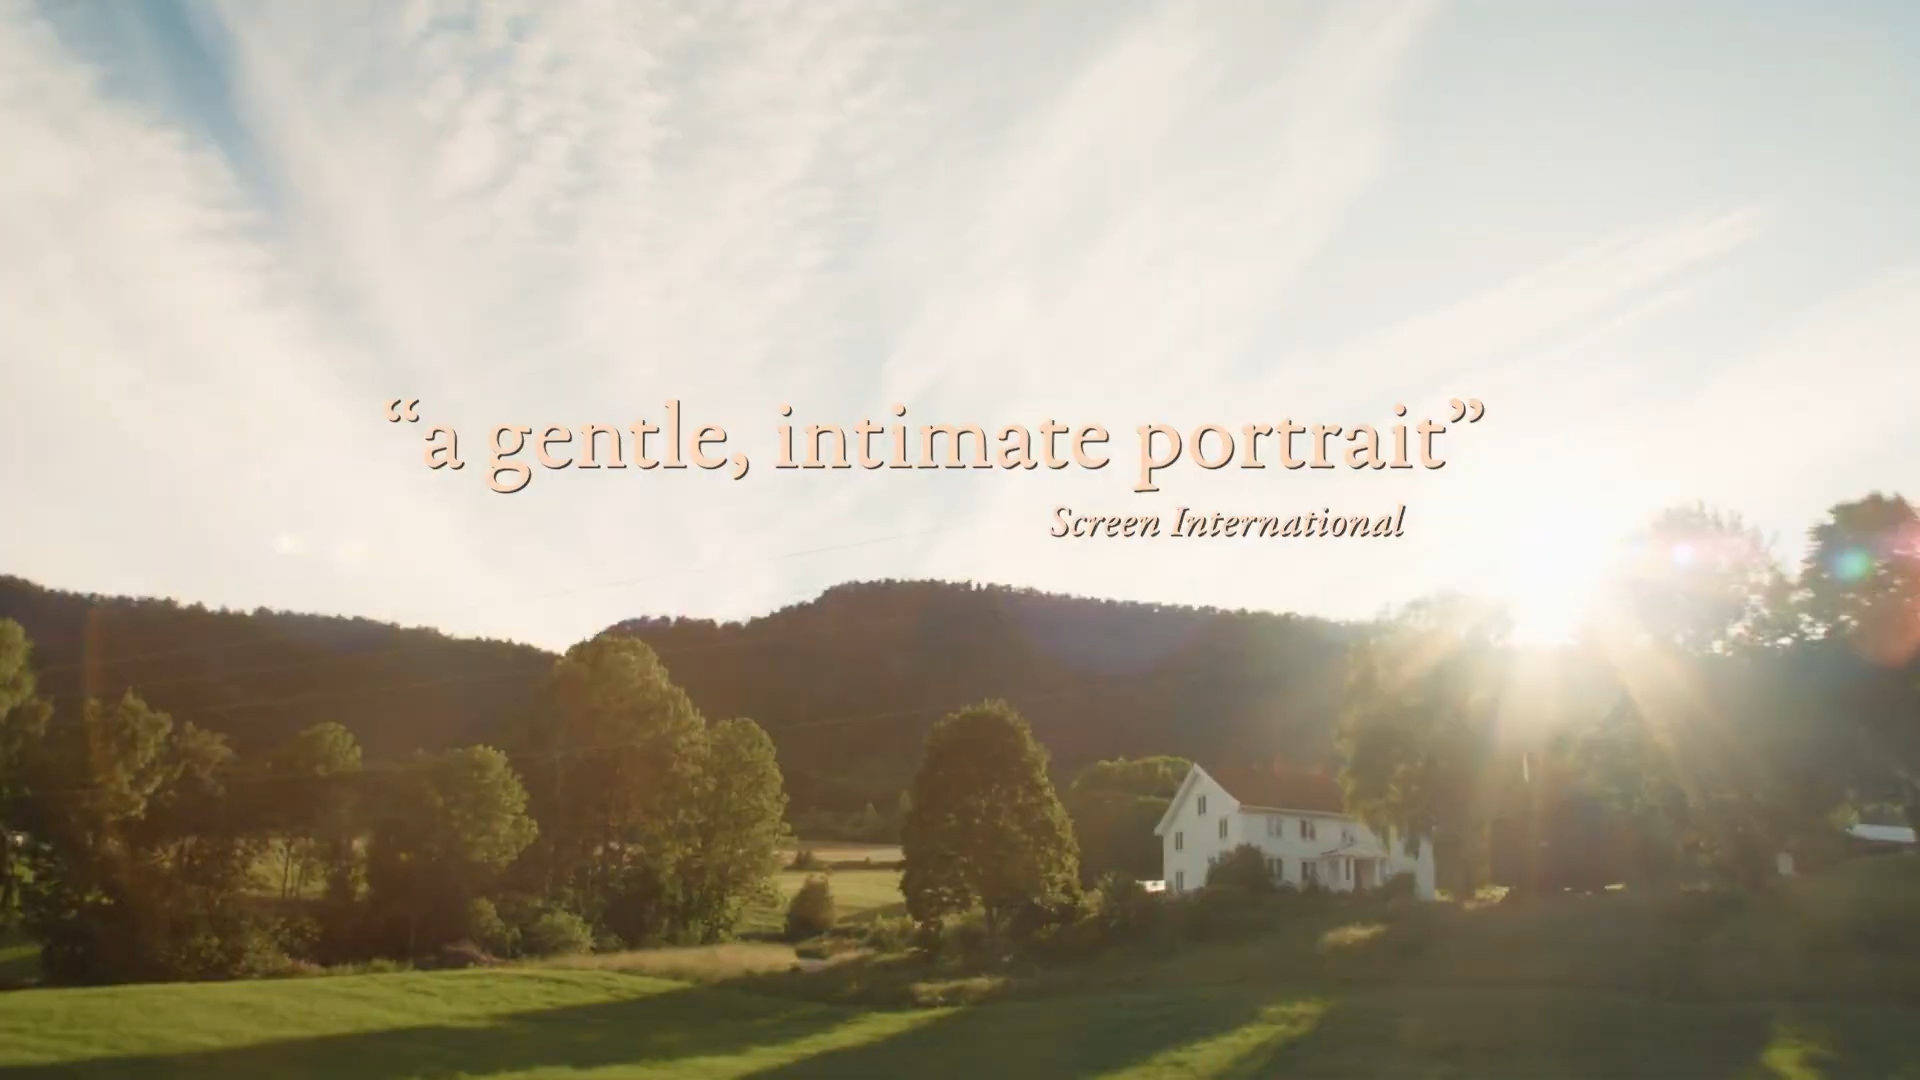 “a gentle, intimate portrait”
Screen International